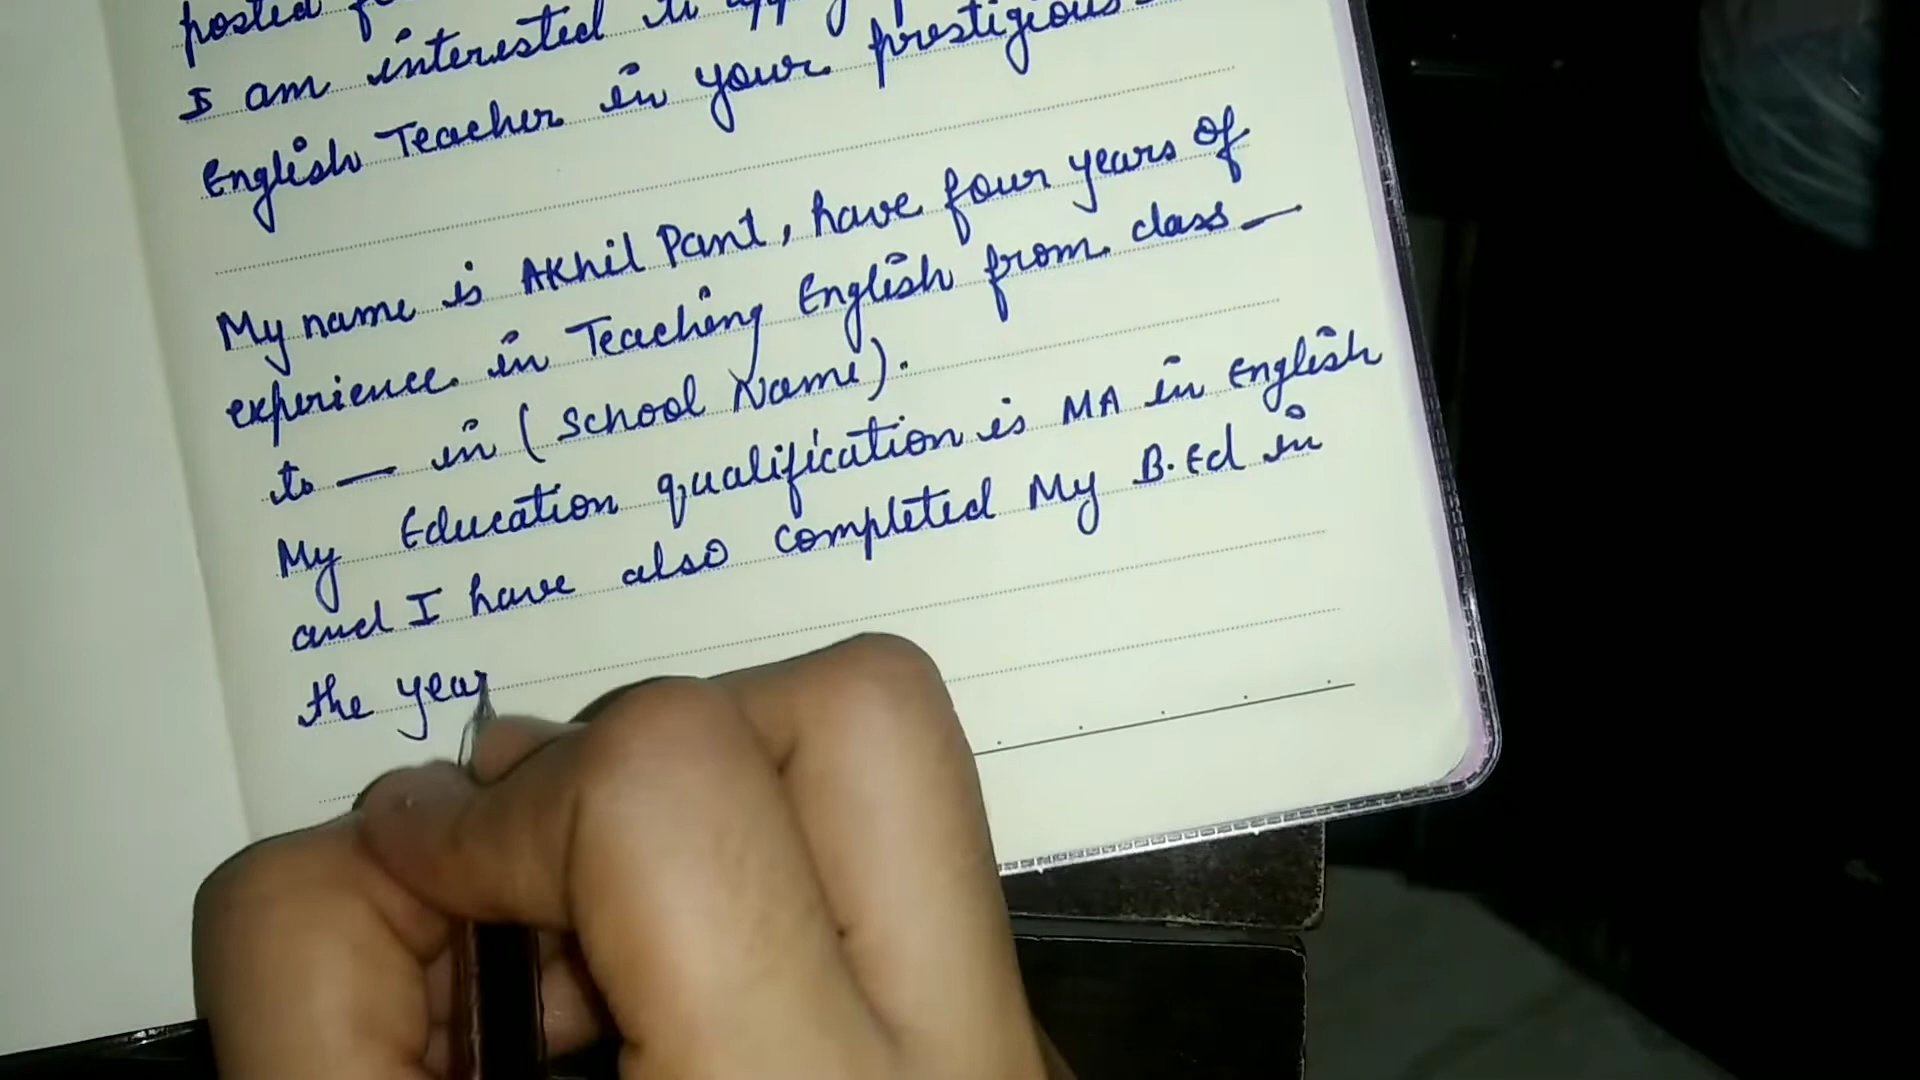 posted
I am interested to
English Teacher in your prestigious
My name is Akhil Pant, have four years of
experience in Teaching English from class —
to — in (School Name).
My Education qualification is MA in English
and I have also completed My B.Ed in
the year